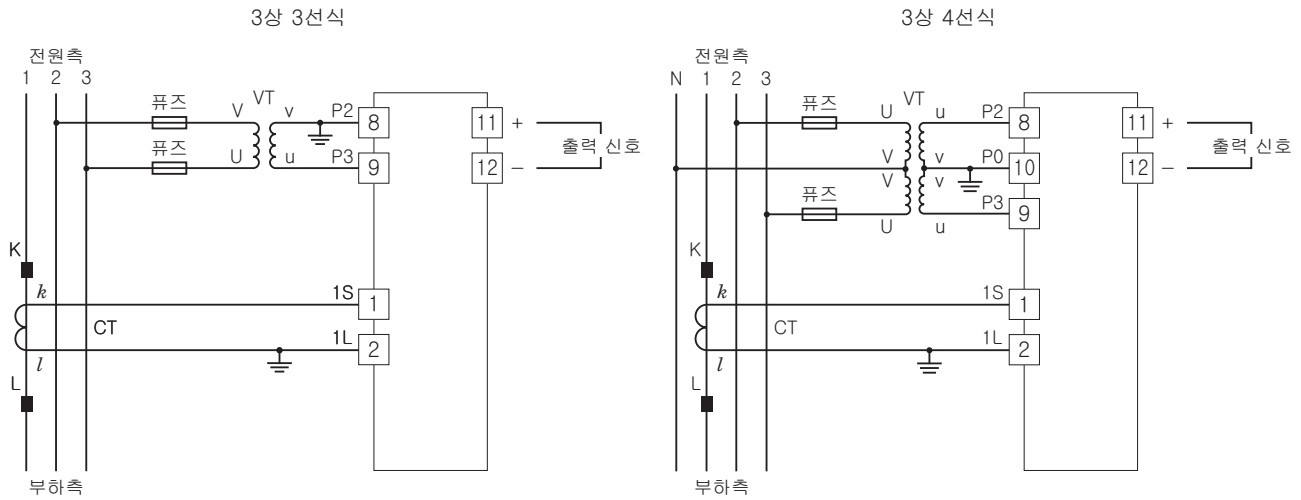 3상 3선식
전원측
1 2 3
퓨즈
V VT v P2 8
퓨즈
U u P3 9
11 +
출력 신호
12 −
K
k 1S 1
CT
l 1L 2
L
부하측
3상 4선식
전원측
N 1 2 3
퓨즈
U VT u P2 8
V v P0 10
V v
퓨즈
U u P3 9
11 +
출력 신호
12 −
K
k 1S 1
CT
l 1L 2
L
부하측